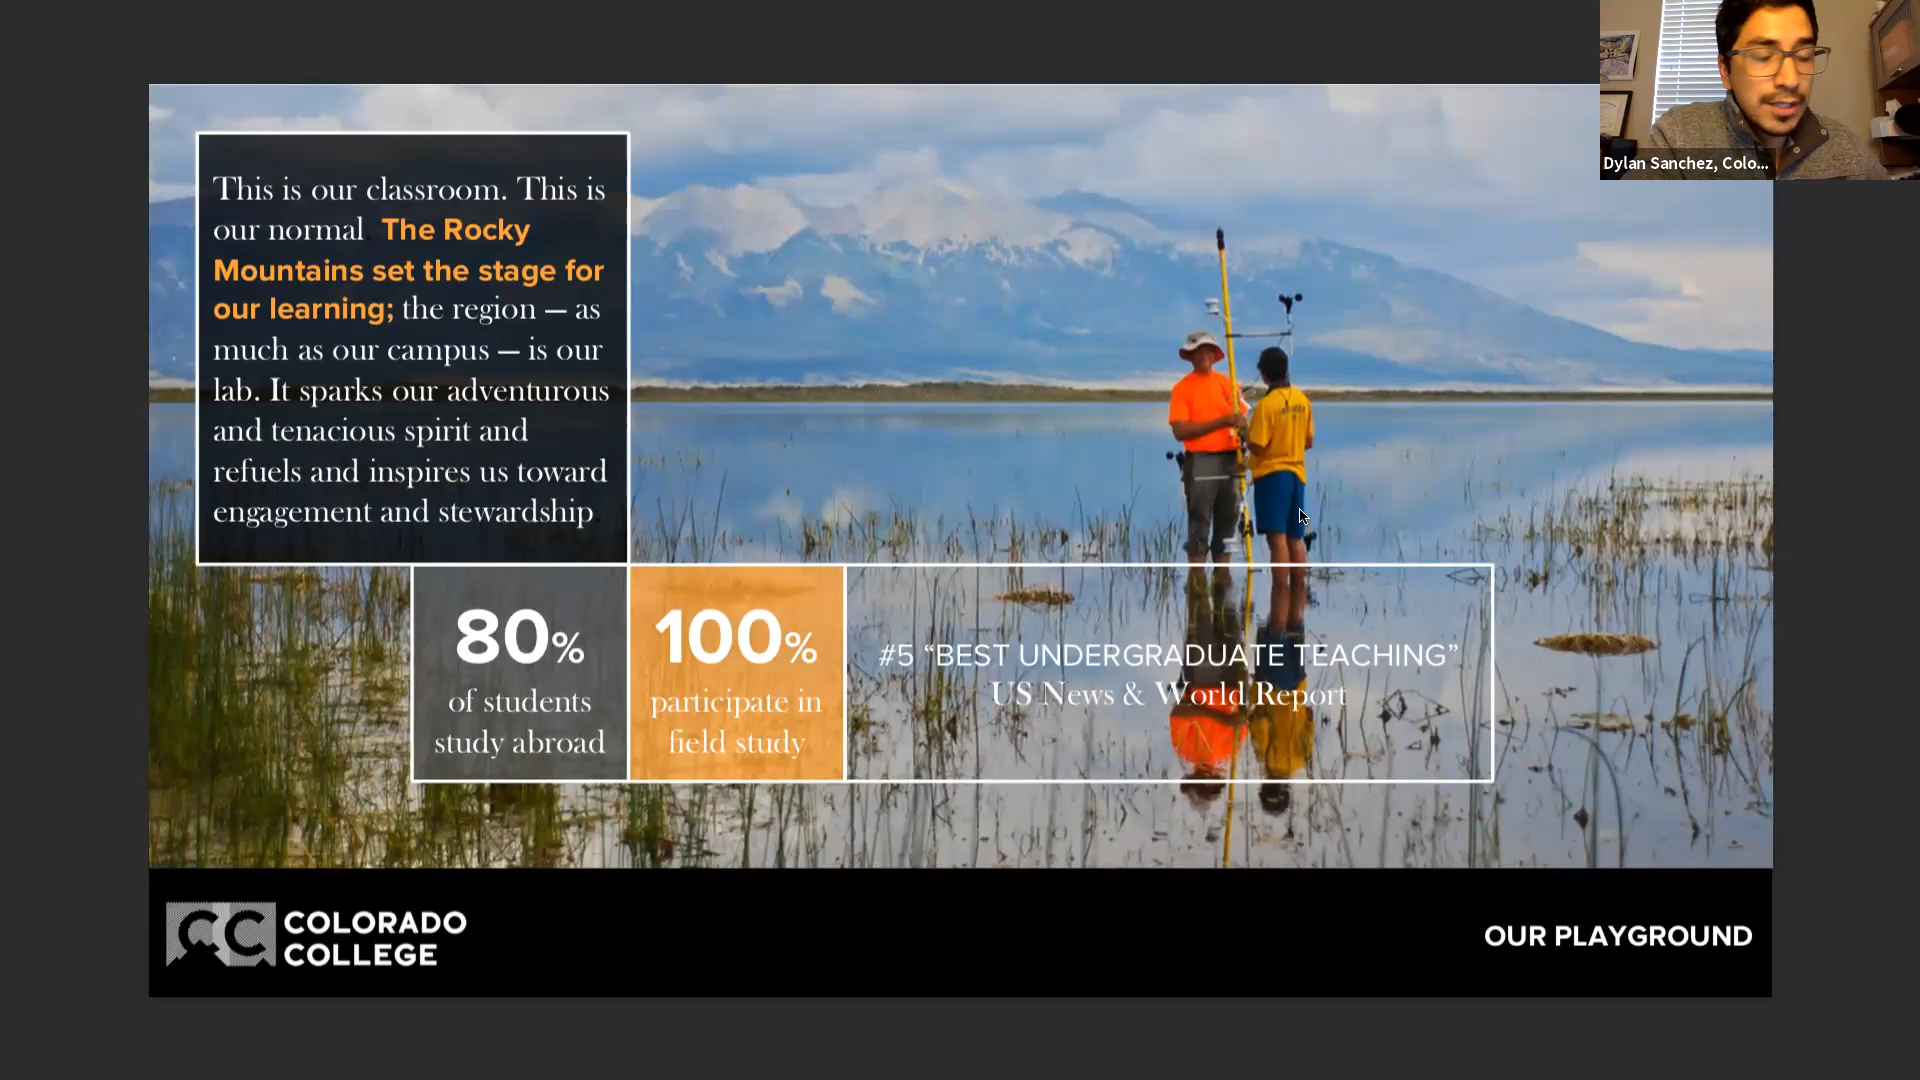 Dylan Sanchez, Colo...
This is our classroom. This is
our normal. The Rocky
Mountains set the stage for
our learning; the region — as
much as our campus — is our
lab. It sparks our adventurous
and tenacious spirit and
refuels and inspires us toward
engagement and stewardship
80%
of students
study abroad
100%
participate in
field study
#5 “BEST UNDERGRADUATE TEACHING”
US News & World Report
CC
COLORADO
COLLEGE
OUR PLAYGROUND